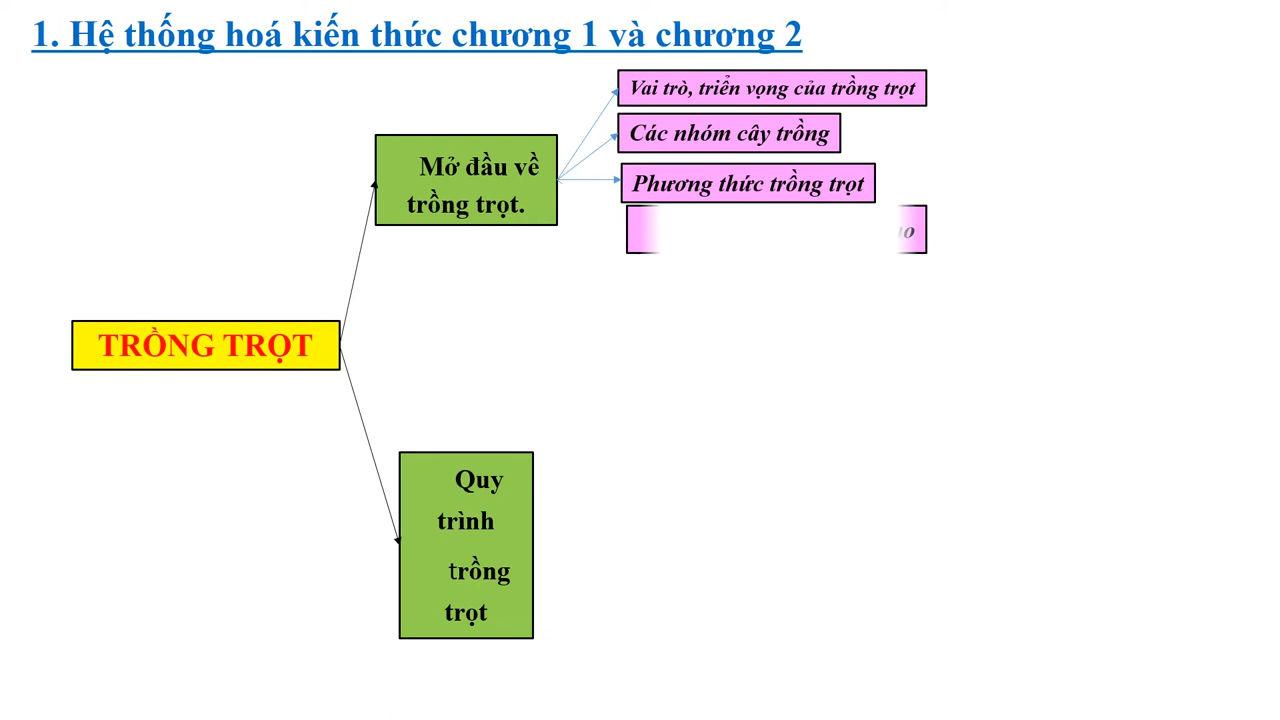 1. Hệ thống hoá kiến thức chương 1 và chương 2
Vai trò, triển vọng của trồng trọt
Các nhóm cây trồng
Mở đầu về
trồng trọt.
Phương thức trồng trọt
TRỒNG TRỌT
Quy
trình
trồng
trọt